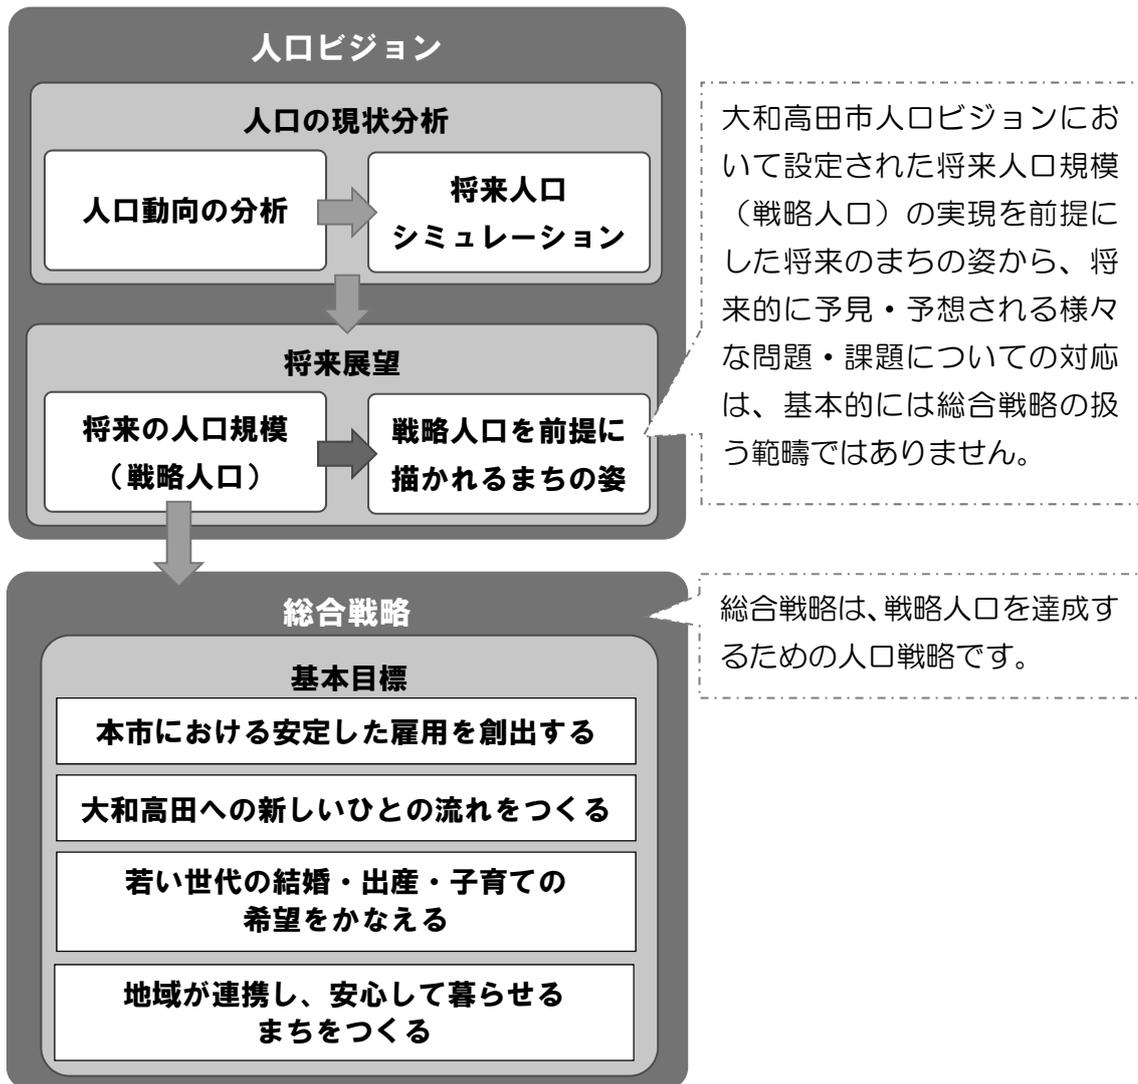 人口ビジョン
人口の現状分析
人口動向の分析
将来人口
シミュレーション
将来展望
将来の人口規模
（戦略人口）
戦略人口を前提に
描かれるまちの姿
大和高田市人口ビジョンにお
いて設定された将来人口規模
（戦略人口）の実現を前提に
した将来のまちの姿から、将
来的に予見・予想される様々
な問題・課題についての対応
は、基本的には総合戦略の扱
う範疇ではありません。
総合戦略
基本目標
本市における安定した雇用を創出する
大和高田への新しいひとの流れをつくる
若い世代の結婚・出産・子育ての
希望をかなえる
地域が連携し、安心して暮らせる
まちをつくる
総合戦略は、戦略人口を達成す
るための人口戦略です。